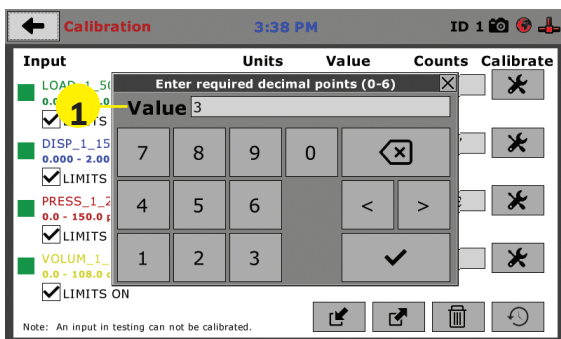 Calibration 3:38 PM ID 1
Input Units Value Counts Calibrate
Enter required decimal points (0-6)
1 Value 3
LIMITS
DISP_1_15
0.000 - 2.00
LIMITS
PRESS_1_2
0.0 - 150.0 p
LIMITS
VOLUM_1_
0.0 - 108.0 c
LIMITS ON
7 8 9 0
4 5 6 < >
1 2 3
Note: An input in testing can not be calibrated.